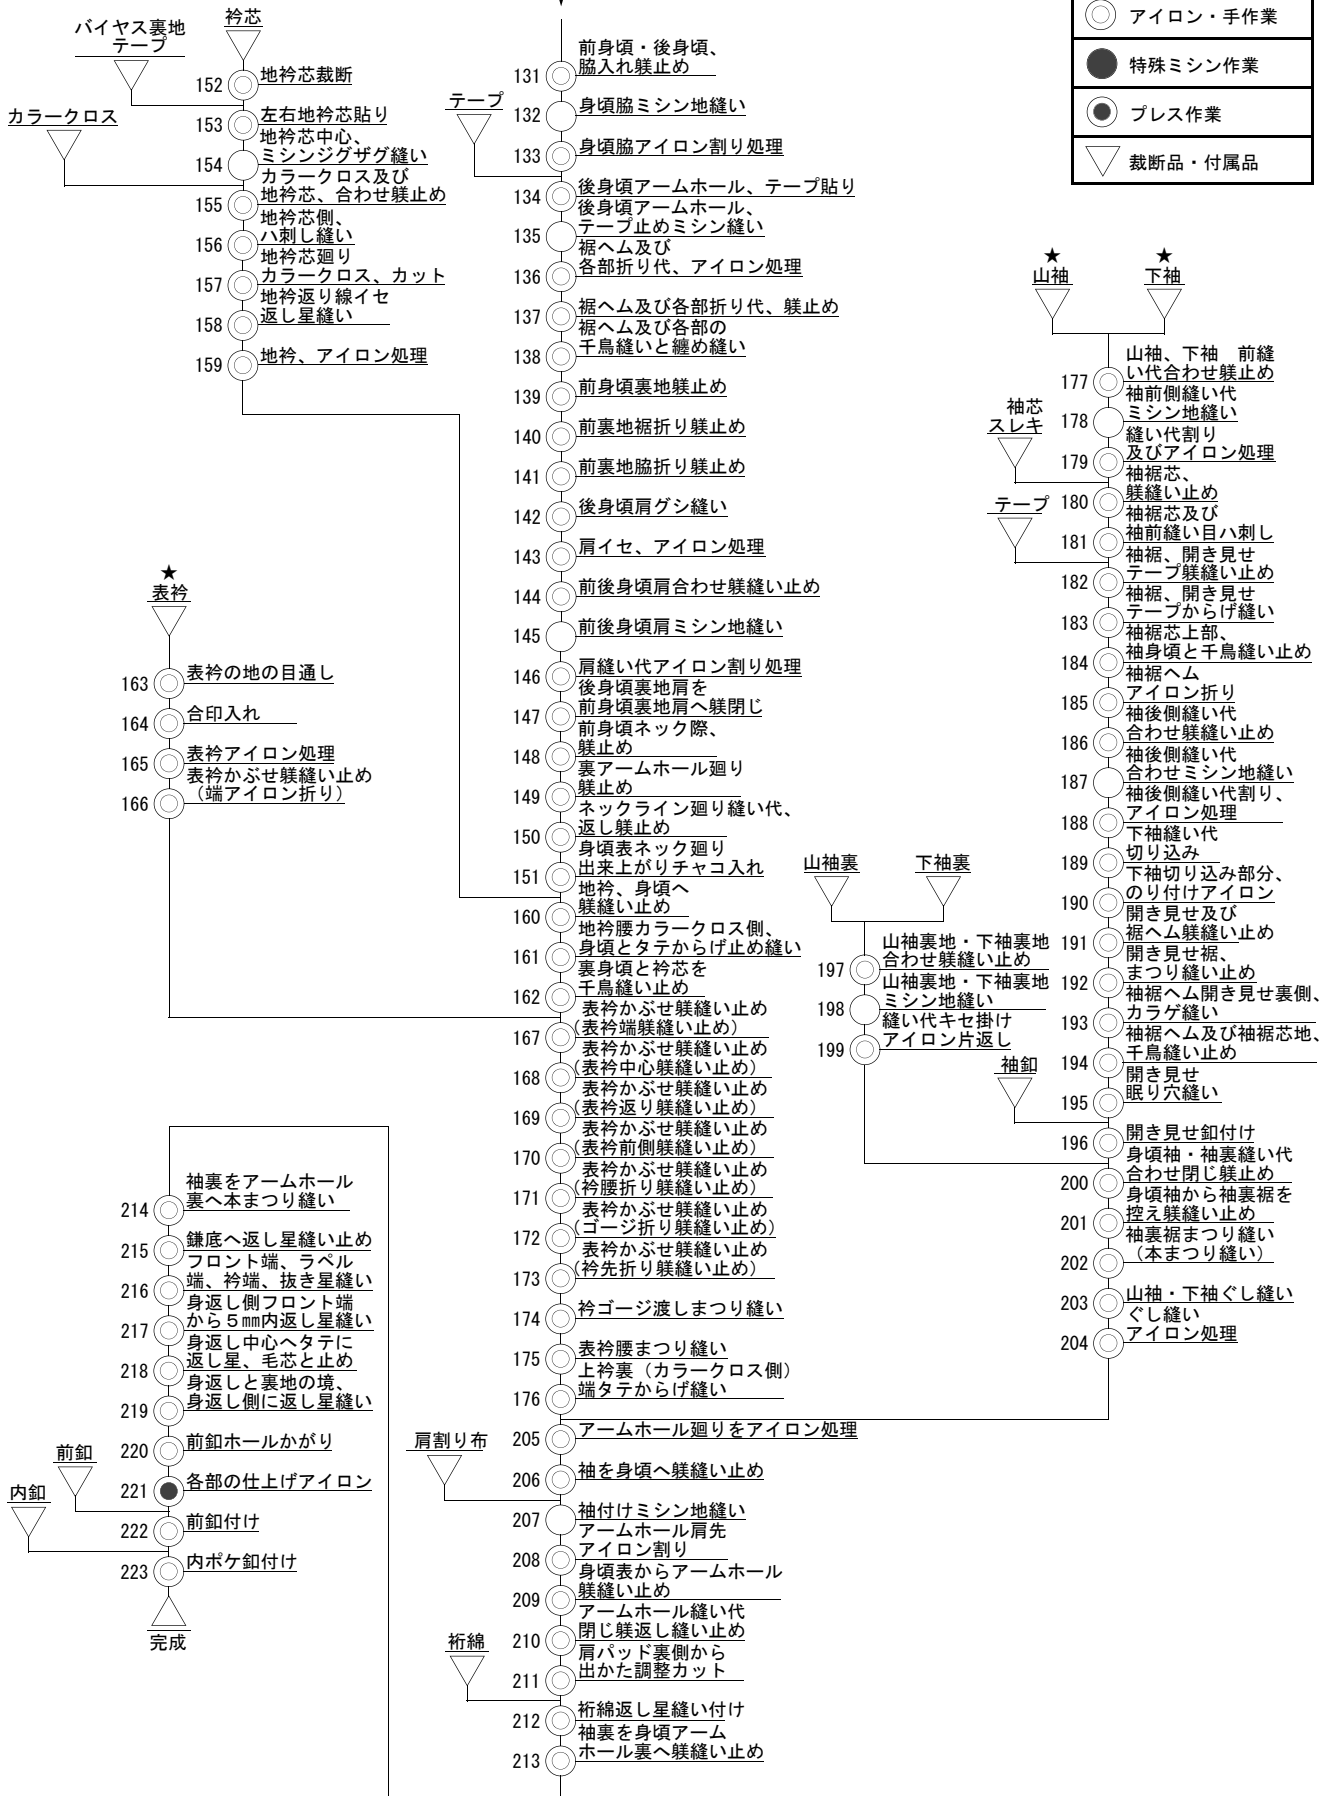 アイロン・手作業
特殊ミシン作業
プレス作業
裁断品・付属品
バイヤス裏地
テープ
衿芯
カラークロス
152 地衿芯裁断
153 左右地衿芯貼り
地衿芯中心、
154 ミシンジグザグ縫い
カラークロス及び
155 地衿芯、合わせ躾止め
地衿芯側、
156 ハ刺し縫い
地衿芯廻り
157 カラークロス、カット
地衿返り線イセ
158 返し星縫い
159 地衿、アイロン処理
★
表衿
163 表衿の地の目通し
164 合印入れ
165 表衿アイロン処理
表衿かぶせ躾縫い止め
166 （端アイロン折り）
前身頃・後身頃、
131 脇入れ躾止め
テープ
132 身頃脇ミシン地縫い
133 身頃脇アイロン割り処理
134 後身頃アームホール、テープ貼り
後身頃アームホール、
135 テープ止めミシン縫い
裾ヘム及び
136 各部折り代、アイロン処理
137 裾ヘム及び各部折り代、躾止め
裾ヘム及び各部の
138 千鳥縫いと纏め縫い
139 前身頃裏地躾止め
140 前裏地裾折り躾止め
141 前裏地脇折り躾止め
142 後身頃肩グシ縫い
143 肩イセ、アイロン処理
144 前後身頃肩合わせ躾縫い止め
145 前後身頃肩ミシン地縫い
146 肩縫い代アイロン割り処理
後身頃裏地肩を
147 前身頃裏地肩へ躾閉じ
前身頃ネック際、
148 躾止め
裏アームホール廻り
149 躾止め
ネックライン廻り縫い代、
150 返し躾止め
身頃表ネック廻り
151 出来上がりチャコ入れ
地衿、身頃へ
160 躾縫い止め
地衿腰カラークロス側、
161 身頃とタテからげ止め縫い
裏身頃と衿芯を
162 千鳥縫い止め
表衿かぶせ躾縫い止め
167 （表衿端躾縫い止め）
表衿かぶせ躾縫い止め
168 （表衿中心躾縫い止め）
表衿かぶせ躾縫い止め
169 （表衿返り躾縫い止め）
表衿かぶせ躾縫い止め
170 （表衿前側躾縫い止め）
表衿かぶせ躾縫い止め
171 （衿腰折り躾縫い止め）
表衿かぶせ躾縫い止め
172 （ゴージ折り躾縫い止め）
表衿かぶせ躾縫い止め
173 （衿先折り躾縫い止め）
174 衿ゴージ渡しまつり縫い
175 表衿腰まつり縫い
上衿裏（カラークロス側）
176 端タテからげ縫い
★
山袖
★
下袖
山袖、下袖　前縫
177 い代合わせ躾止め
袖前側縫い代
178 ミシン地縫い
袖芯
スレキ
縫い代割り
179 及びアイロン処理
袖裾芯、
180 躾縫い止め
テープ
袖裾芯及び
181 袖前縫い目ハ刺し
袖裾、開き見せ
182 テープ躾縫い止め
袖裾、開き見せ
183 テープからげ縫い
袖裾芯上部、
184 袖身頃と千鳥縫い止め
袖裾ヘム
185 アイロン折り
袖後側縫い代
186 合わせ躾縫い止め
袖後側縫い代
187 合わせミシン地縫い
袖後側縫い代割り、
188 アイロン処理
下袖縫い代
189 切り込み
下袖切り込み部分、
190 のり付けアイロン
開き見せ及び
191 裾ヘム躾縫い止め
開き見せ裾、
192 まつり縫い止め
袖裾ヘム開き見せ裏側、
193 カラゲ縫い
袖裾ヘム及び袖裾芯地、
194 千鳥縫い止め
開き見せ
195 眠り穴縫い
袖釦
196 開き見せ釦付け
山袖裏
下袖裏
山袖裏地・下袖裏地
197 合わせ躾縫い止め
山袖裏地・下袖裏地
198 ミシン地縫い
縫い代キセ掛け
199 アイロン片返し
身頃袖・袖裏縫い代
200 合わせ閉じ躾止め
身頃袖から袖裏裾を
201 控え躾縫い止め
袖裏裾まつり縫い
202 （本まつり縫い）
203 山袖・下袖ぐし縫い
ぐし縫い
204 アイロン処理
205 アームホール廻りをアイロン処理
肩割り布
206 袖を身頃へ躾縫い止め
207 袖付けミシン地縫い
アームホール肩先
208 アイロン割り
身頃表からアームホール
209 躾縫い止め
アームホール縫い代
210 閉じ躾返し縫い止め
裄綿
肩パッド裏側から
211 出かた調整カット
212 裄綿返し星縫い付け
袖裏を身頃アーム
213 ホール裏へ躾縫い止め
袖裏をアームホール
214 裏へ本まつり縫い
215 鎌底へ返し星縫い止め
フロント端、ラペル
216 端、衿端、抜き星縫い
身返し側フロント端
217 から５㎜内返し星縫い
身返し中心へタテに
218 返し星、毛芯と止め
身返しと裏地の境、
219 身返し側に返し星縫い
220 前釦ホールかがり
前釦
221 各部の仕上げアイロン
内釦
222 前釦付け
223 内ポケ釦付け
完成